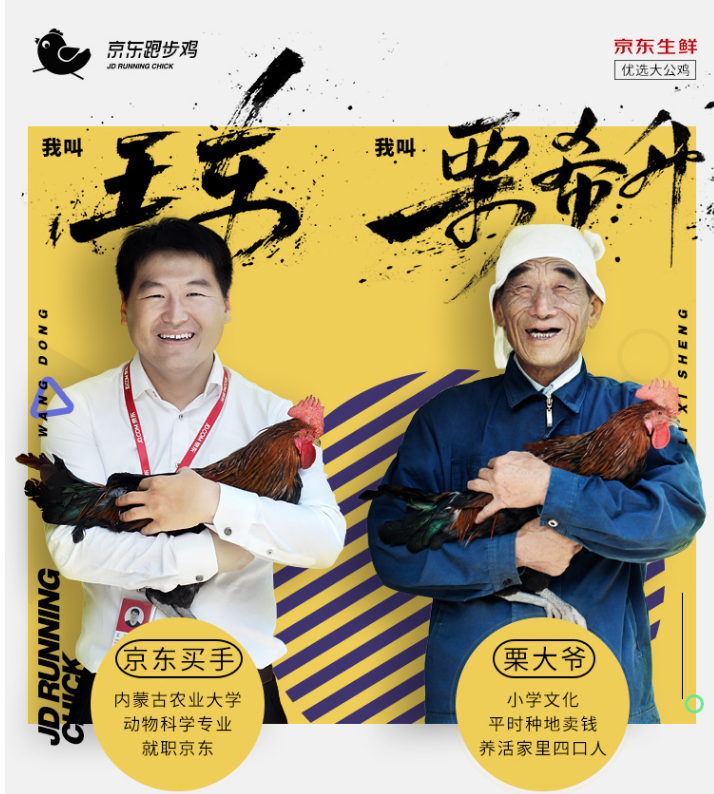 京东跑步鸡
JD RUNNING CHICK
京东生鲜
优选大公鸡
我叫
王东
我叫
栗希升
WANG DONG
XI SHENG
JD RUNNING
CHICK
京东买手
内蒙古农业大学
动物科学专业
就职京东
栗大爷
小学文化
平时种地卖钱
养活家里四口人